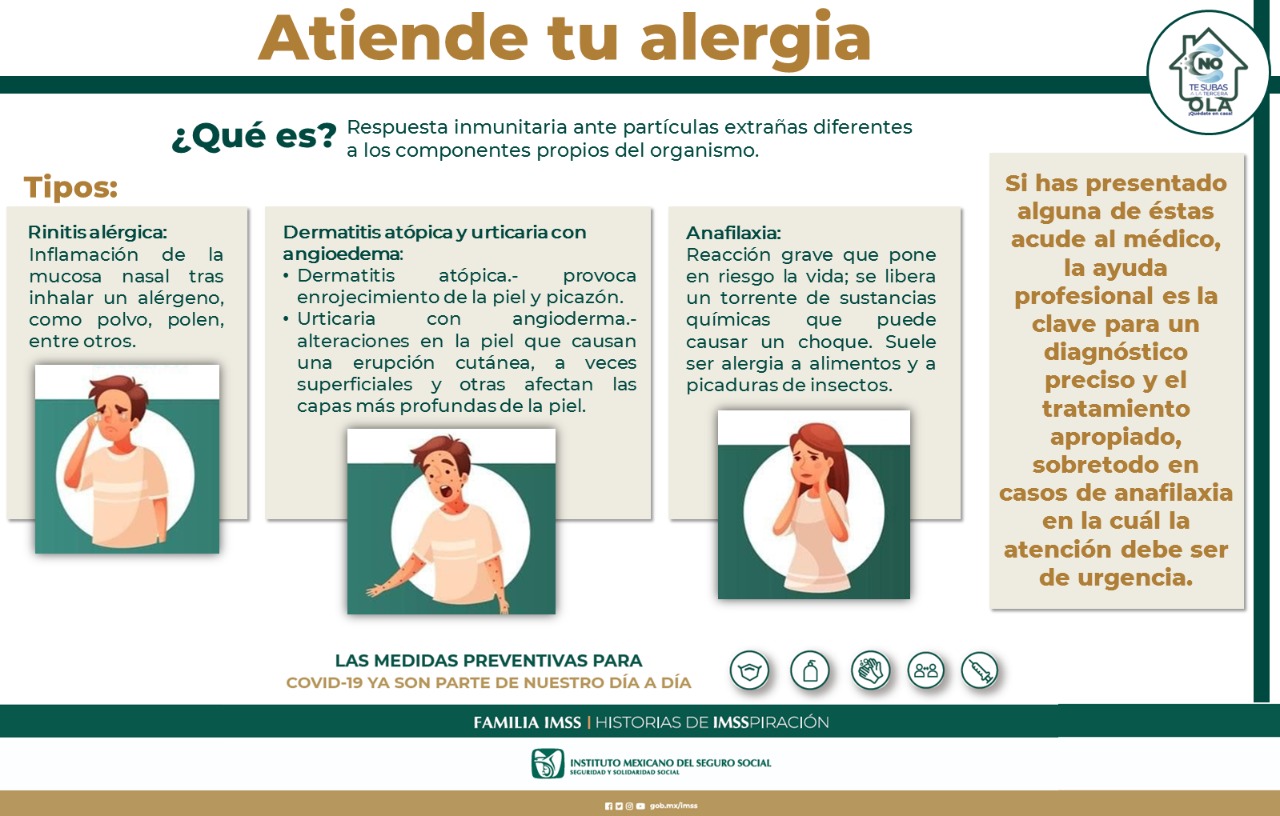 Atiende tu alergia
NO
TE SUBAS
A LA TERCERA
OLA
¡Quédate en casa!
¿Qué es?
Respuesta inmunitaria ante partículas extrañas diferentes
a los componentes propios del organismo.
Tipos:
Rinitis alérgica:
Inflamación de la
mucosa nasal tras
inhalar un alérgeno,
como polvo, polen,
entre otros.
Dermatitis atópica y urticaria con
angioedema:
• Dermatitis atópica.- provoca
enrojecimiento de la piel y picazón.
• Urticaria con angioderma.-
alteraciones en la piel que causan
una erupción cutánea, a veces
superficiales y otras afectan las
capas más profundas de la piel.
Anafilaxia:
Reacción grave que pone
en riesgo la vida; se libera
un torrente de sustancias
químicas que puede
causar un choque. Suele
ser alergia a alimentos y a
picaduras de insectos.
Si has presentado
alguna de éstas
acude al médico,
la ayuda
profesional es la
clave para un
diagnóstico
preciso y el
tratamiento
apropiado,
sobretodo en
casos de anafilaxia
en la cuál la
atención debe ser
de urgencia.
LAS MEDIDAS PREVENTIVAS PARA
COVID-19 YA SON PARTE DE NUESTRO DÍA A DÍA
FAMILIA IMSS | HISTORIAS DE IMSSPIRACIÓN
INSTITUTO MEXICANO DEL SEGURO SOCIAL
SEGURIDAD Y SOLIDARIDAD SOCIAL
gob.mx/imss